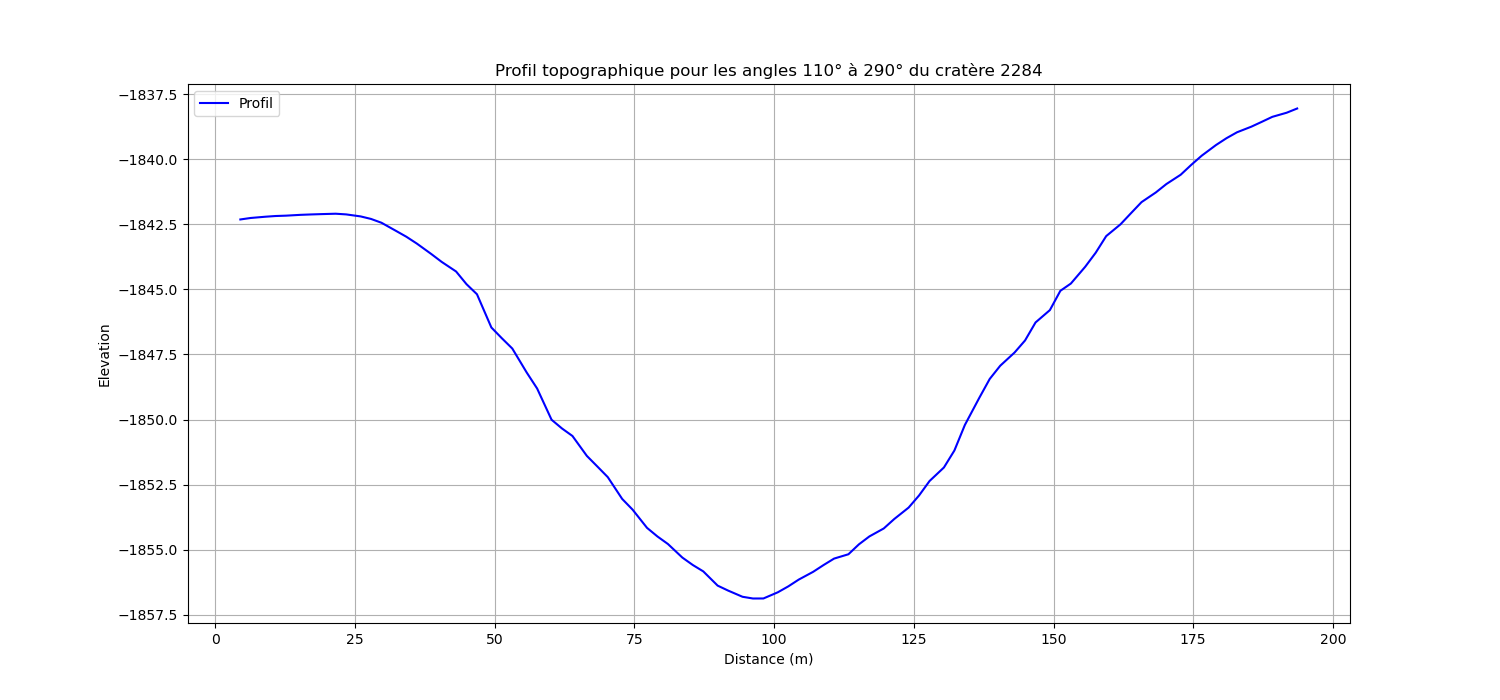 Profil topographique pour les angles 110° à 290° du cratère 2284
Profil
−1837.5
−1840.0
−1842.5
−1845.0
−1847.5
−1850.0
−1852.5
−1855.0
−1857.5
Elevation
0 25 50 75 100 125 150 175 200
Distance (m)